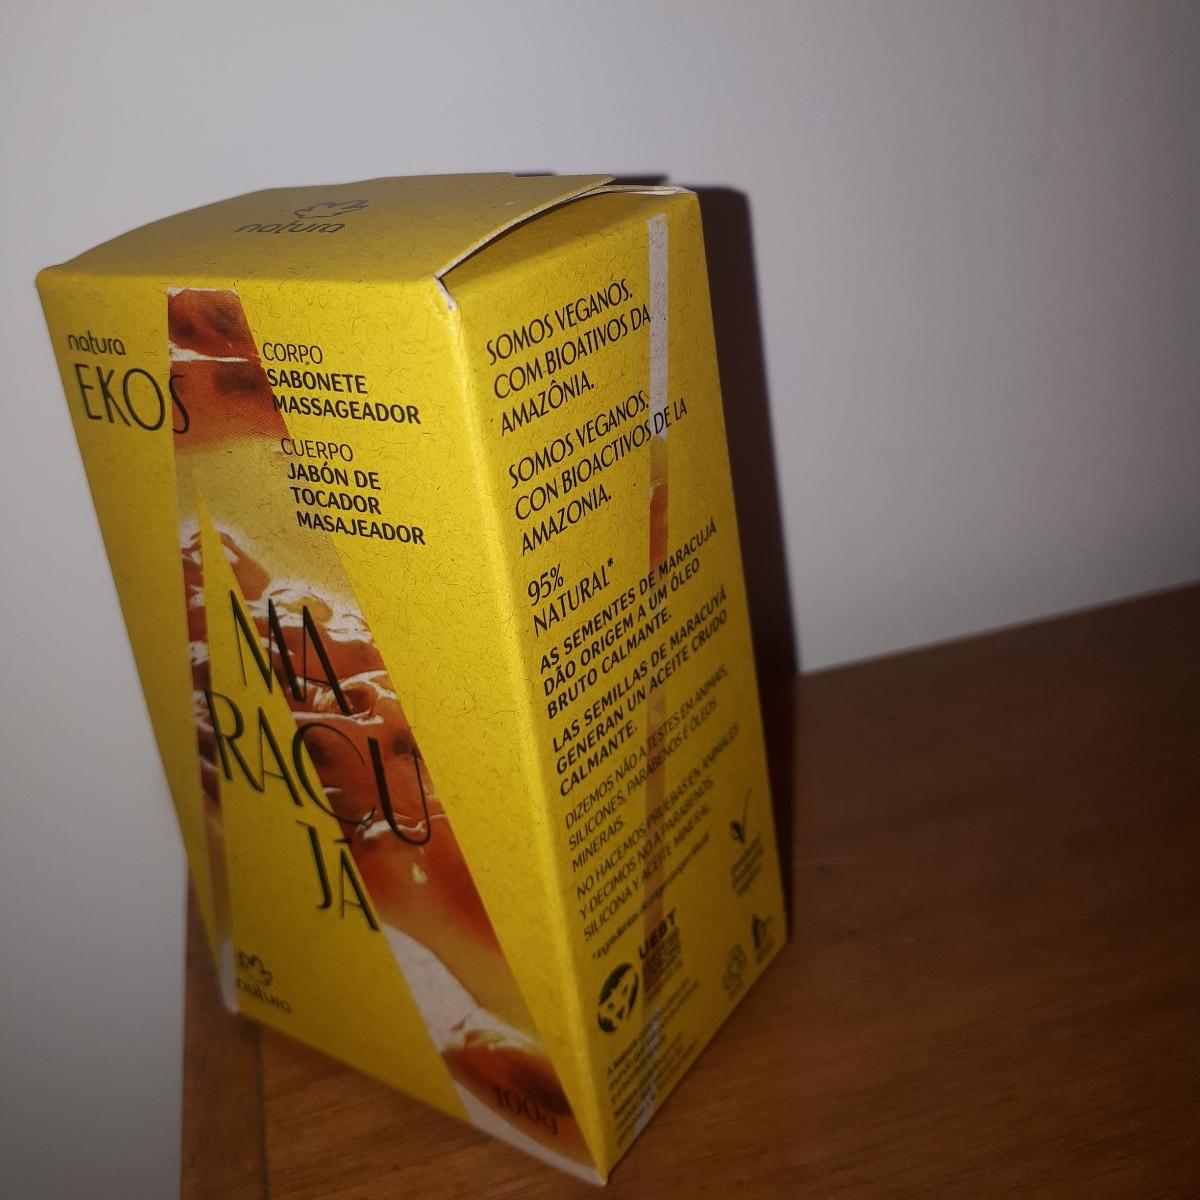 natura
natura
EKOS
CORPO
SABONETE
MASSAGEADOR
CUERPO
JABÓN DE
TOCADOR
MASAJEADOR
MA
RACU
JÁ
natura
100g
SOMOS VEGANOS.
COM BIOATIVOS DA
AMAZÔNIA.
SOMOS VEGANOS.
CON BIOACTIVOS DE LA
AMAZONIA.
95%
NATURAL*
AS SEMENTES DE MARACUJÁ
DÃO ORIGEM A UM ÓLEO
BRUTO CALMANTE.
LAS SEMILLAS DE MARACUYÁ
GENERAN UN ACEITE CRUDO
CALMANTE.
DIZEMOS NÃO A TESTES EM ANIMAIS,
SILICONES, PARABENOS E ÓLEOS
MINERAIS.
NO HACEMOS PRUEBAS EN ANIMALES
Y DECIMOS NO A PARABENOS,
SILICONA Y ACEITE MINERAL.
UEBT